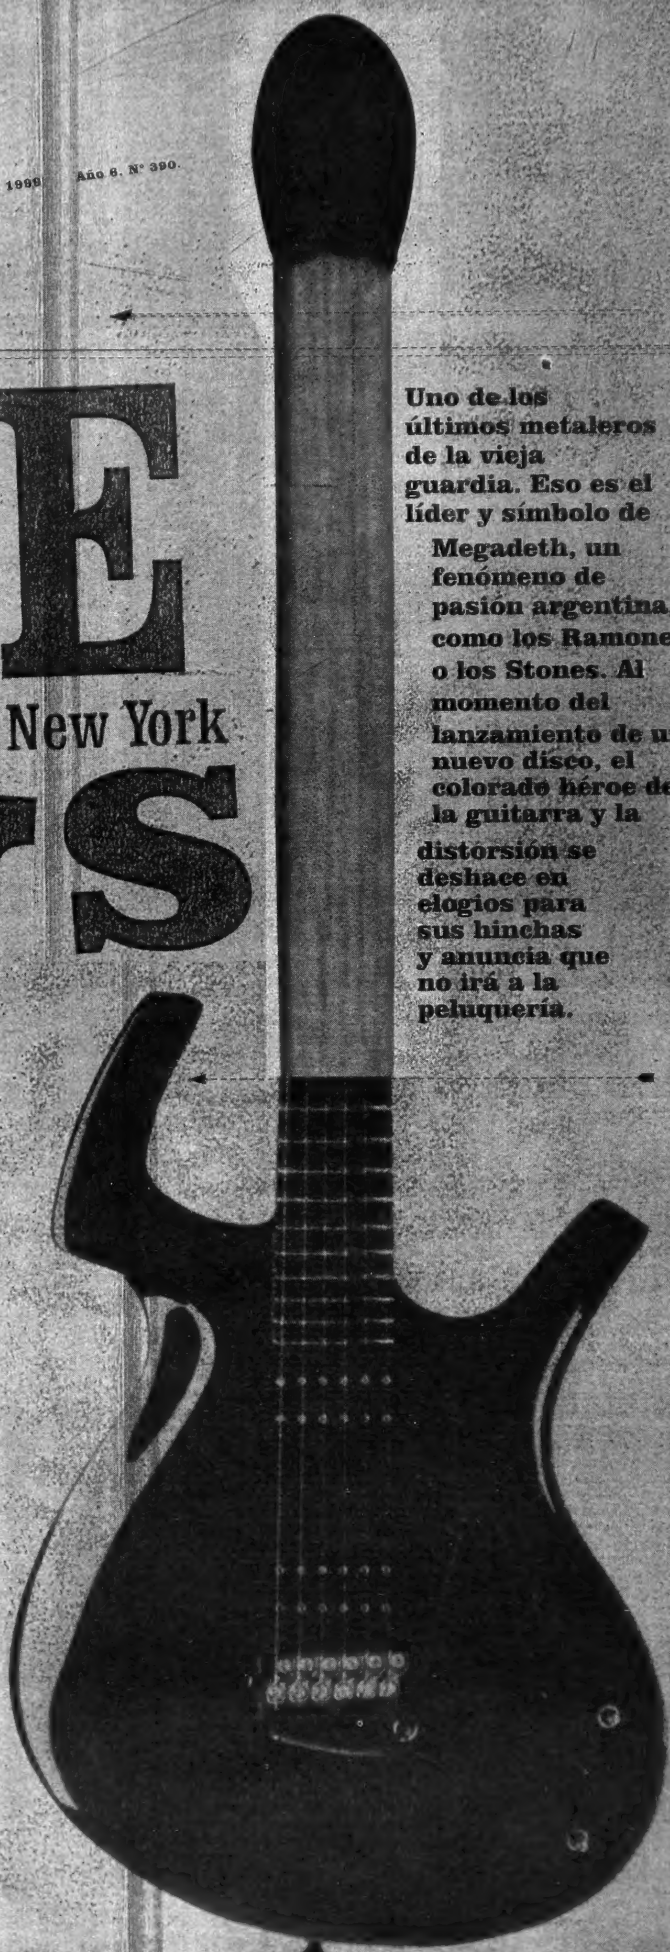 1999 Año 6. N° 390.
E
New York
rs
Uno de los
últimos metaleros
de la vieja
guardia. Eso es el
líder y símbolo de
Megadeth, un
fenómeno de
pasión argentina
como los Ramone
o los Stones. Al
momento del
lanzamiento de u
nuevo disco, el
colorado héroe de
la guitarra y la
distorsión se
deshace en
elogios para
sus hinchas
y anuncia que
no irá a la
peluquería.